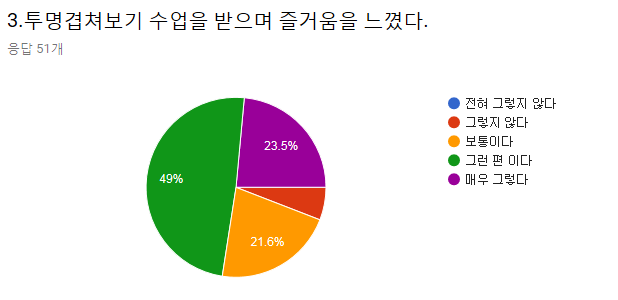 3.투명겹쳐보기 수업을 받으며 즐거움을 느꼈다.
응답 51개
23.5%
49%
21.6%
전혀 그렇지 않다
그렇지 않다
보통이다
그런 편 이다
매우 그렇다